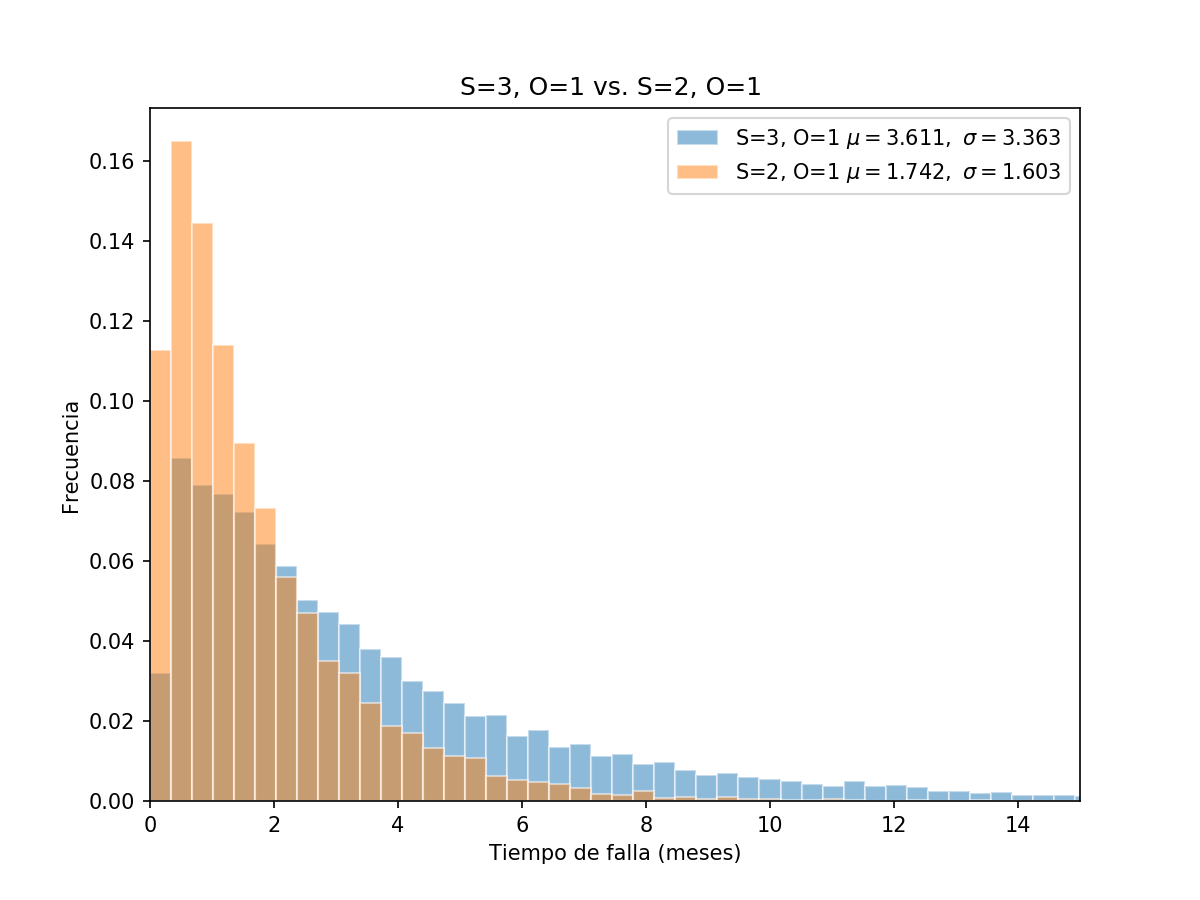 S=3, O=1 vs. S=2, O=1
S=3, O=1 μ = 3.611, σ = 3.363
S=2, O=1 μ = 1.742, σ = 1.603
Frecuencia
0.16
0.14
0.12
0.10
0.08
0.06
0.04
0.02
0.00
0 2 4 6 8 10 12 14
Tiempo de falla (meses)